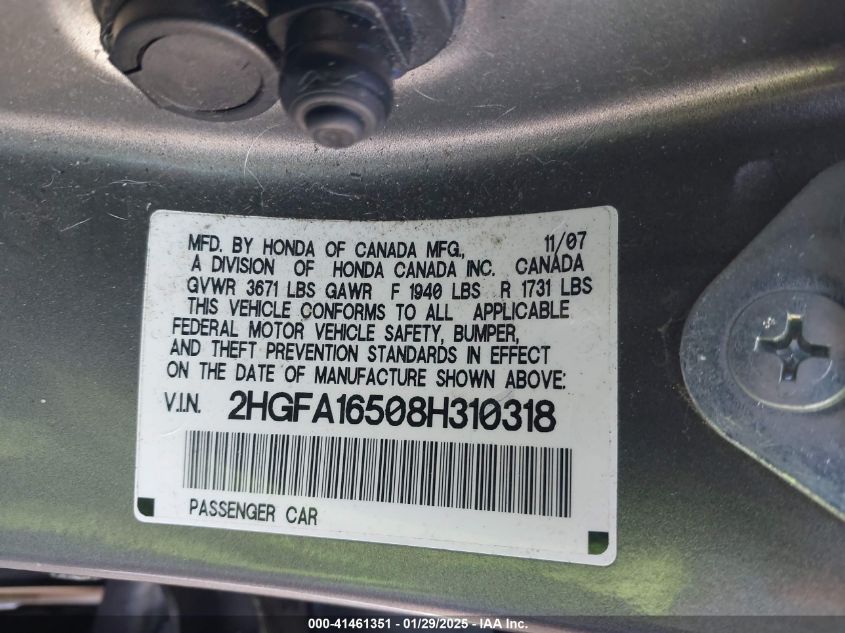 MFD. BY HONDA OF CANADA MFG., 11/07
A DIVISION OF HONDA CANADA INC. CANADA
GVWR 3671 LBS GAWR F 1940 LBS R 1731 LBS
THIS VEHICLE CONFORMS TO ALL APPLICABLE
FEDERAL MOTOR VEHICLE SAFETY, BUMPER,
AND THEFT PREVENTION STANDARDS IN EFFECT
ON THE DATE OF MANUFACTURE SHOWN ABOVE:
V.I.N. 2HGFA16508H310318
PASSENGER CAR
000-41461351 | 01/29/2025 - IAA Inc.